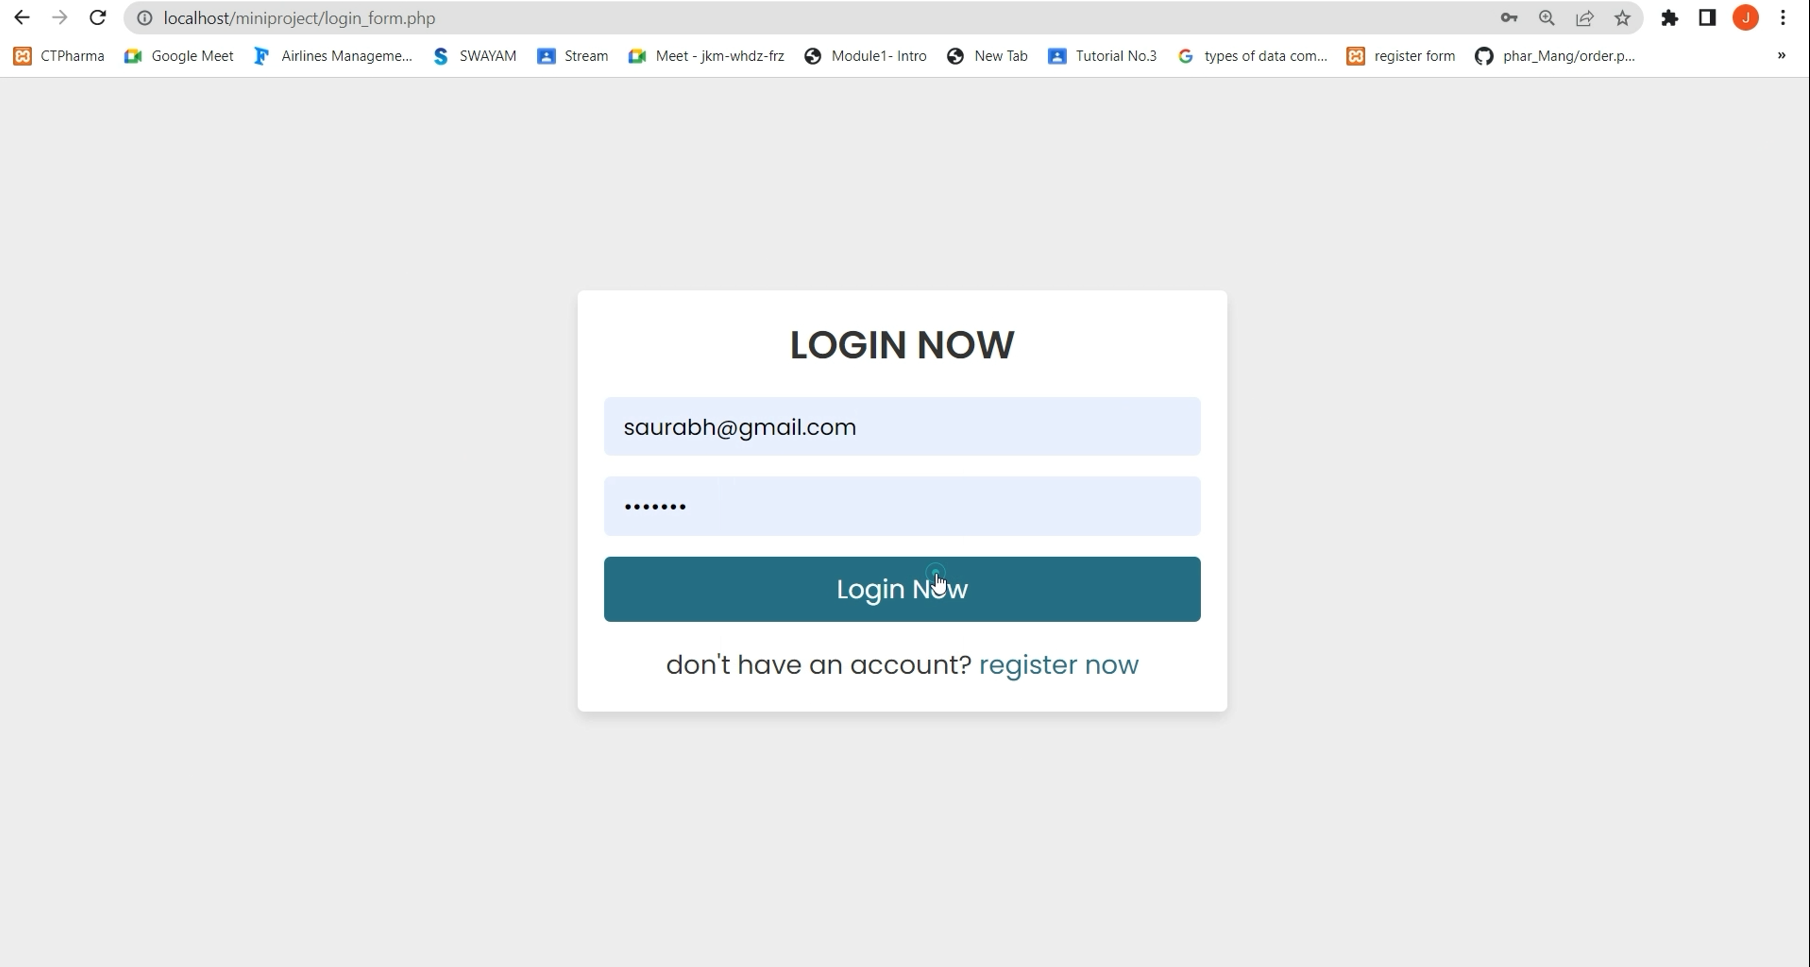 localhost/miniproject/login_form.php
J
CTPharma Google Meet Airlines Manageme... SWAYAM Stream Meet - jkm-whdz-frz Module1- Intro New Tab Tutorial No.3 types of data com... register form phar_Mang/order.p... »
LOGIN NOW
saurabh@gmail.com
•••••••
Login Now
don't have an account? register now